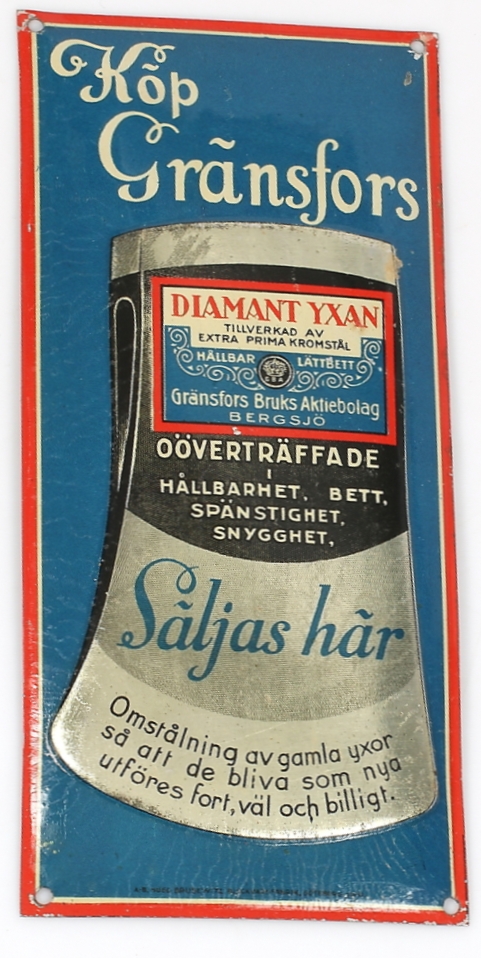 Köp
Gränsfors
DIAMANT YXAN
TILLVERKAD AV
EXTRA PRIMA KROMSTÅL
HÅLLBAR LÄTTBETT
Gränsfors Bruks Aktiebolag
BERGSJÖ
OÖVERTRÄFFADE
I
HÅLLBARHET, BETT,
SPÄNSTIGHET,
SNYGGHET,
Säljas här
Omstålning av gamla yxor
så att de bliva som nya
utföres fort, väl och billigt.